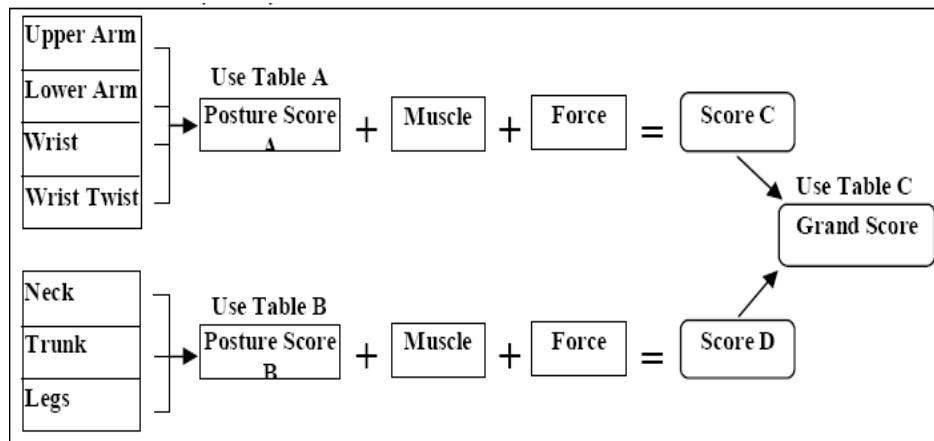 Upper Arm
Lower Arm
Wrist
Wrist Twist
Use Table A
Posture Score
A
+
Muscle
+
Force
=
Score C
Use Table C
Grand Score
Neck
Trunk
Legs
Use Table B
Posture Score
B
+
Muscle
+
Force
=
Score D